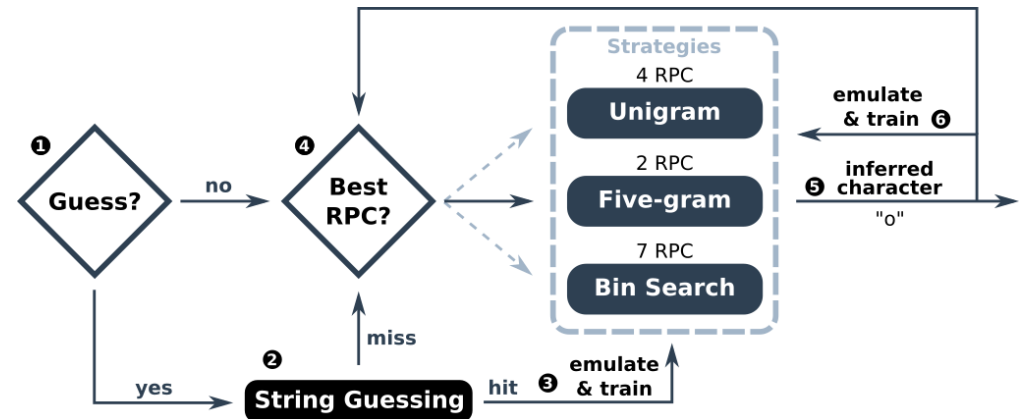 Strategies
4 RPC
Unigram
2 RPC
Five-gram
7 RPC
Bin Search
❶
Guess?
no
❹
Best
RPC?
emulate
& train ❻
inferred
❺ character
"o"
miss
❷
yes
String Guessing
hit ❸
emulate
& train